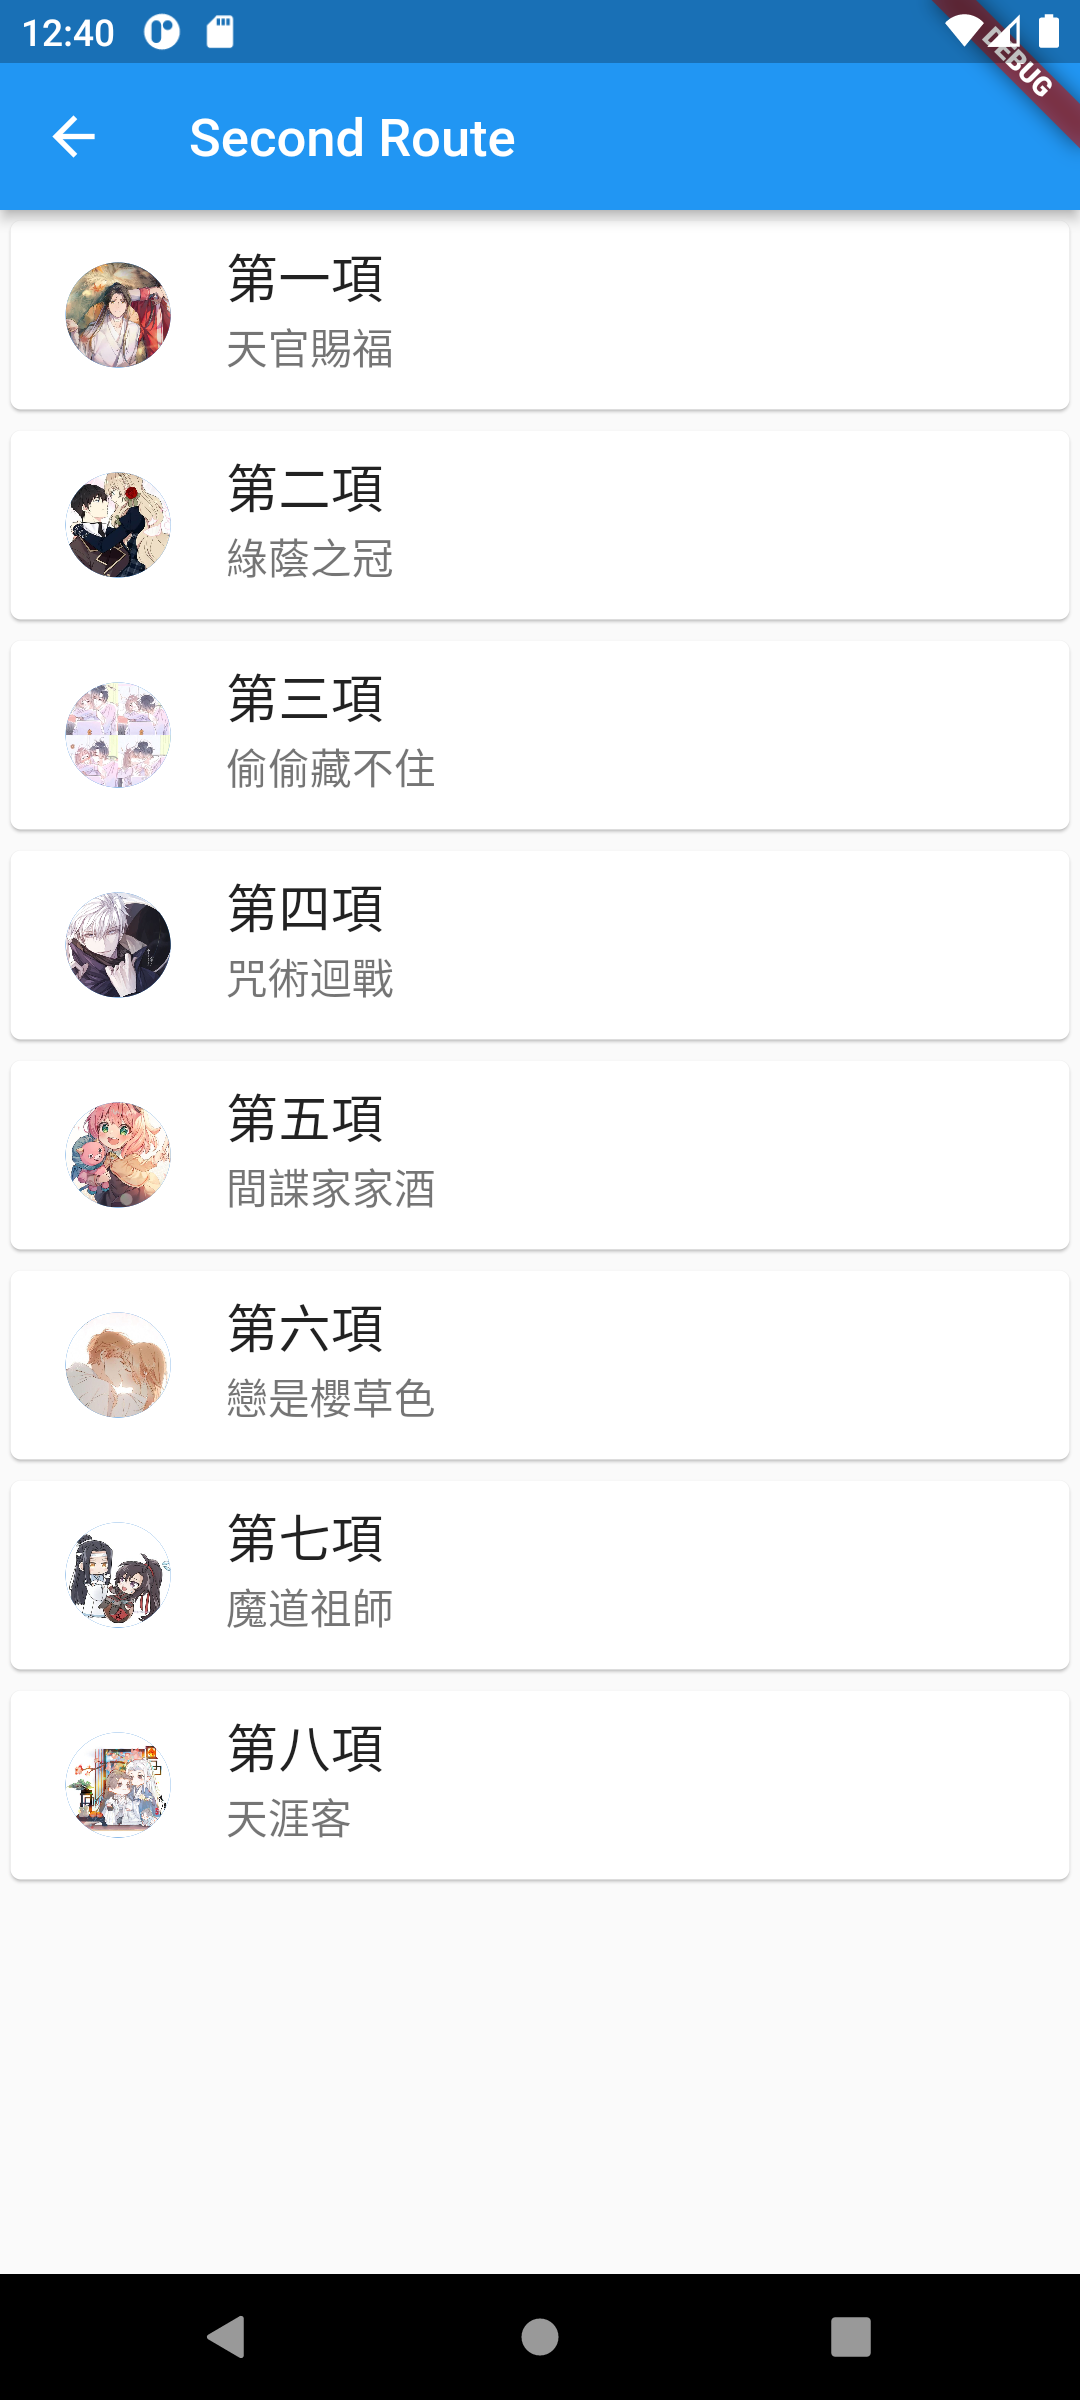 12:40
DEBUG
Second Route
第一項
天官賜福
第二項
綠蔭之冠
第三項
偷偷藏不住
第四項
咒術迴戰
第五項
間諜家家酒
第六項
戀是櫻草色
第七項
魔道祖師
第八項
天涯客